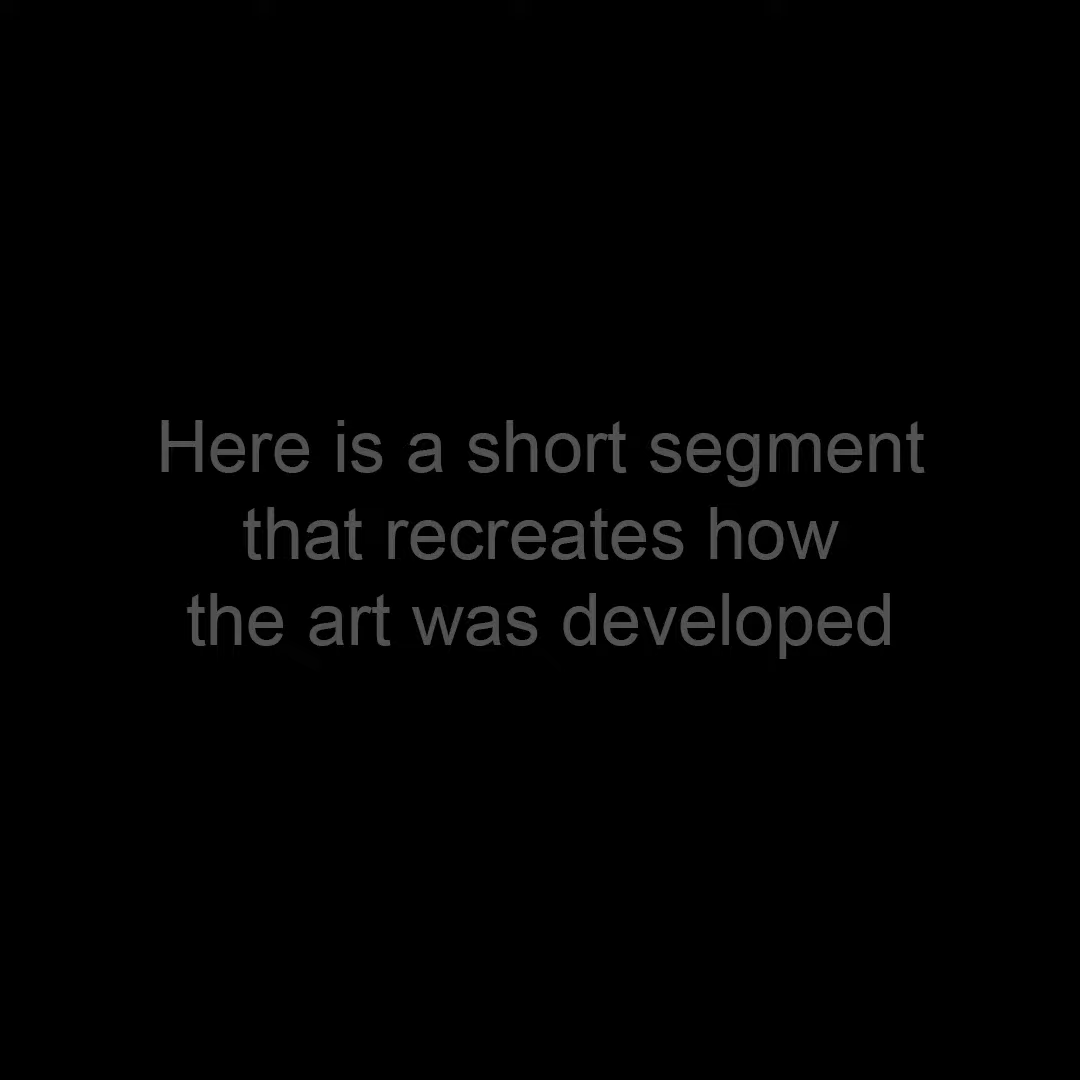 Here is a short segment
that recreates how
the art was developed